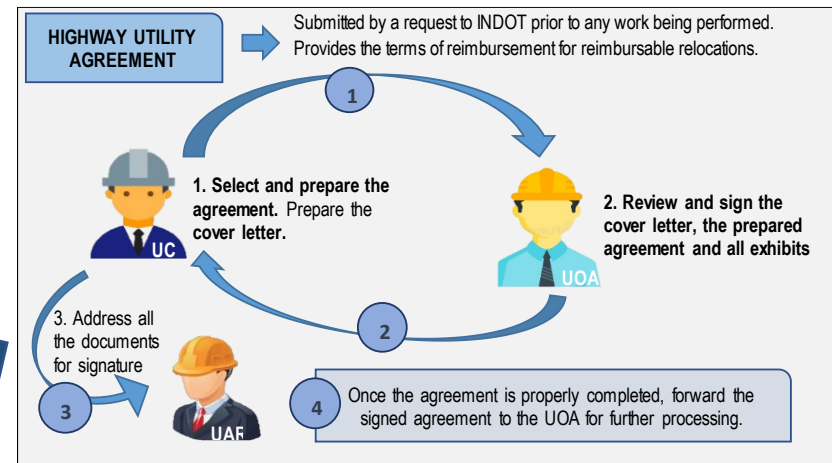 HIGHWAY UTILITY
AGREEMENT
Submitted by a request to INDOT prior to any work being performed.
Provides the terms of reimbursement for reimbursable relocations.
1
1. Select and prepare the
agreement. Prepare the
cover letter.
UC
2. Review and sign the
cover letter, the prepared
agreement and all exhibits
UOA
2
3. Address all
the documents
for signature
3
UAR
4
Once the agreement is properly completed, forward the
signed agreement to the UOA for further processing.